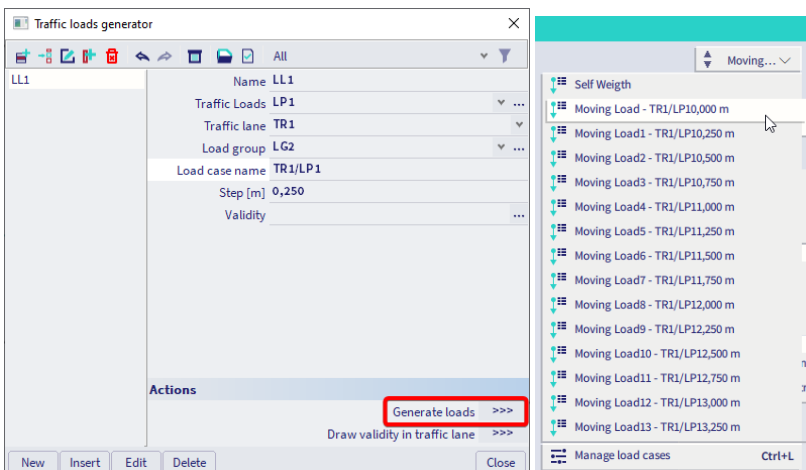 Traffic loads generator
All
LL1
Name LL1
Traffic Loads LP1
Traffic lane TR1
Load group LG2
Load case name TR1/LP1
Step [m] 0,250
Validity
Actions
Generate loads >>>
Draw validity in traffic lane >>>
New Insert Edit Delete Close
Moving...
Self Weigth
Moving Load - TR1/LP10,000 m
Moving Load1 - TR1/LP10,250 m
Moving Load2 - TR1/LP10,500 m
Moving Load3 - TR1/LP10,750 m
Moving Load4 - TR1/LP11,000 m
Moving Load5 - TR1/LP11,250 m
Moving Load6 - TR1/LP11,500 m
Moving Load7 - TR1/LP11,750 m
Moving Load8 - TR1/LP12,000 m
Moving Load9 - TR1/LP12,250 m
Moving Load10 - TR1/LP12,500 m
Moving Load11 - TR1/LP12,750 m
Moving Load12 - TR1/LP13,000 m
Moving Load13 - TR1/LP13,250 m
Manage load cases Ctrl+L